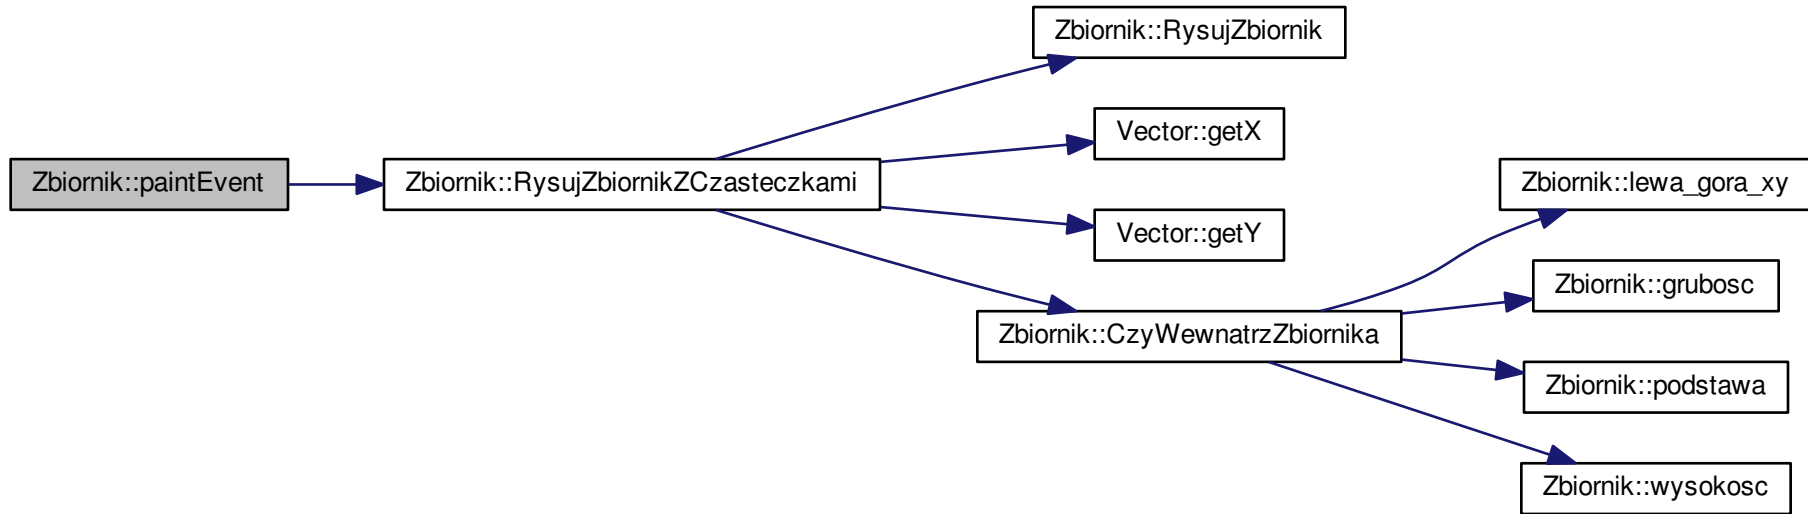 Zbiornik::paintEvent
Zbiornik::RysujZbiornikZCzasteczkami
Zbiornik::RysujZbiornik
Vector::getX
Vector::getY
Zbiornik::CzyWewnatrzZbiornika
Zbiornik::lewa_gora_xy
Zbiornik::grubosc
Zbiornik::podstawa
Zbiornik::wysokosc